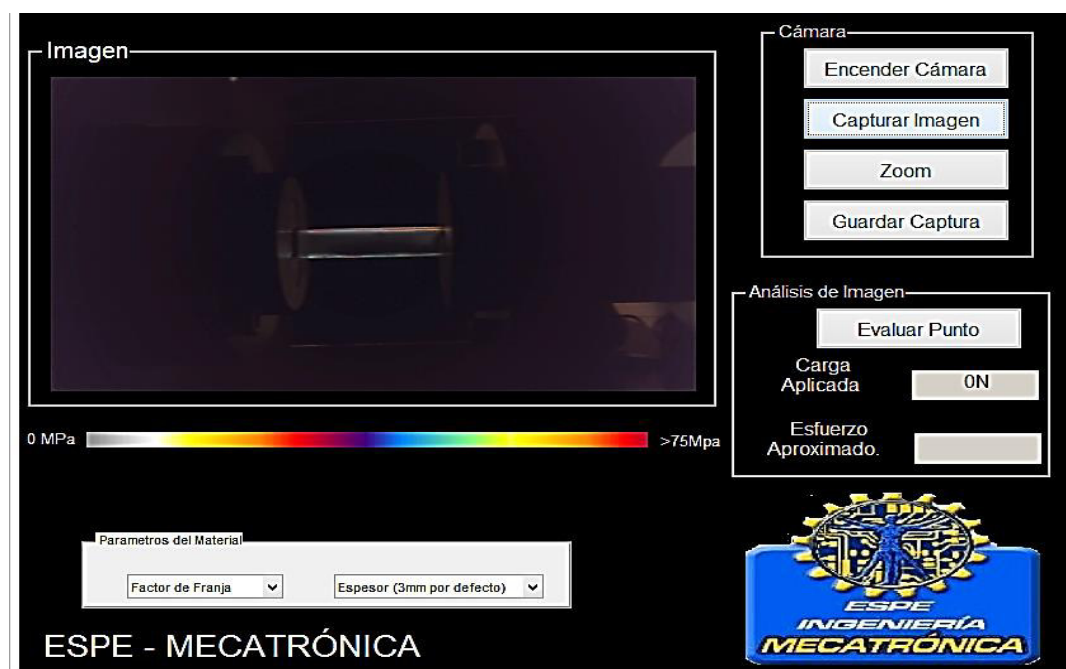 Imagen
Cámara
Encender Cámara
Capturar Imagen
Zoom
Guardar Captura
Análisis de Imagen
Evaluar Punto
Carga
Aplicada
0N
Esfuerzo
Aproximado.
0 MPa
>75Mpa
Parametros del Material
Factor de Franja
Espesor (3mm por defecto)
ESPE - MECATRÓNICA
ESPE
INGENIERÍA
MECATRÓNICA